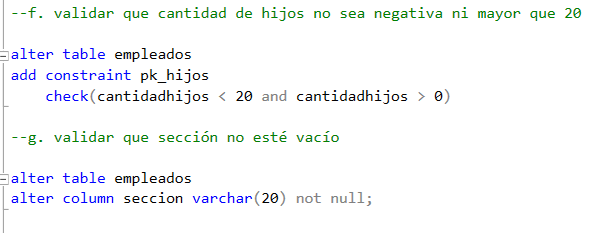 --f. validar que cantidad de hijos no sea negativa ni mayor que 20
alter table empleados
add constraint pk_hijos
check(cantidadhijos < 20 and cantidadhijos > 0)
--g. validar que sección no esté vacío
alter table empleados
alter column seccion varchar(20) not null;